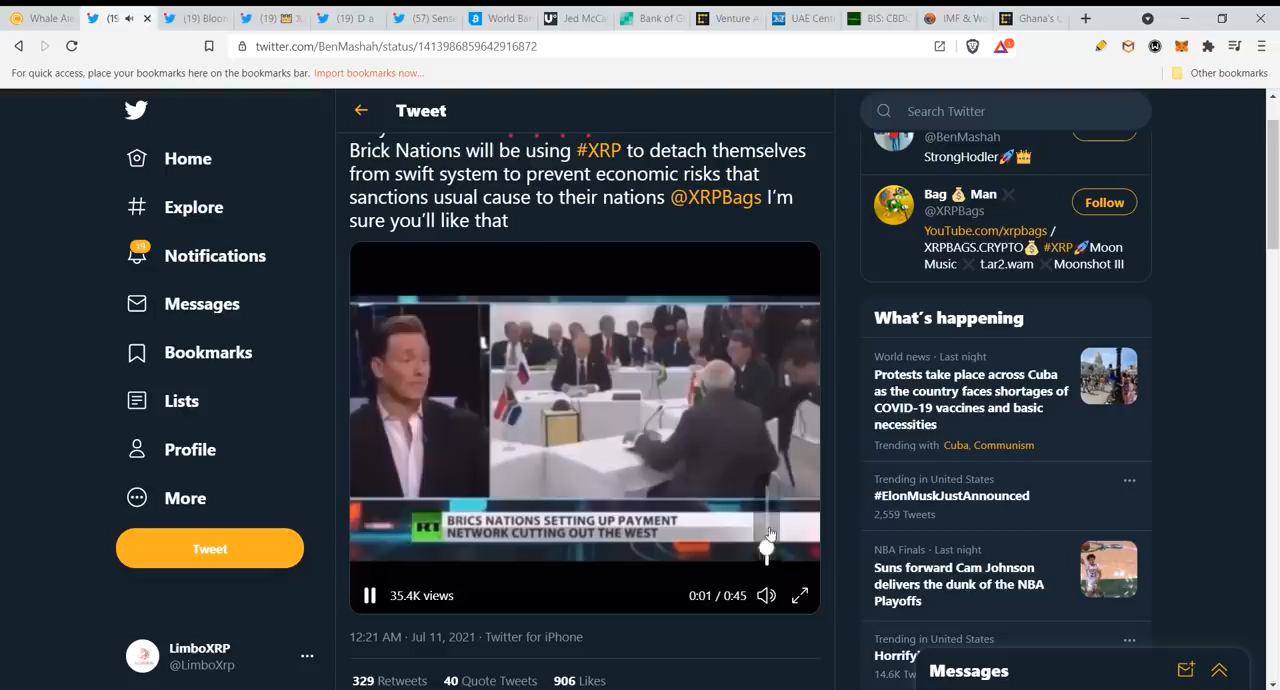 Whale Ale
(19
(19) Bloon
(19)
(19) D a
(57) Sense
World Ban
Jed McCa
Bank of G
Venture A
UAE Centr
BIS: CBDC
IMF & Wo
Ghana's
twitter.com/BenMashah/status/1413986859642916872
For quick access, place your bookmarks here on the bookmarks bar. Import bookmarks now...
Other bookmarks
Tweet
Search Twitter
Home
Explore
19
Notifications
Messages
Bookmarks
Lists
Profile
More
Tweet
LimboXRP
@LimboXrp
Brick Nations will be using #XRP to detach themselves
from swift system to prevent economic risks that
sanctions usual cause to their nations @XRPBags I'm
sure you'll like that
RT
BRICS NATIONS SETTING UP PAYMENT
NETWORK CUTTING OUT THE WEST
35.4K views
0:01 / 0:45
12:21 AM · Jul 11, 2021 · Twitter for iPhone
329 Retweets 40 Quote Tweets 906 Likes
@BenMashah
StrongHodler
Bag Man
@XRPBags
Follow
YouTube.com/xrpbags /
XRPBAGS.CRYPTO #XRP Moon
Music t.ar2.wam Moonshot III
What's happening
World news · Last night
Protests take place across Cuba
as the country faces shortages of
COVID-19 vaccines and basic
necessities
Trending with Cuba, Communism
Trending in United States
#ElonMuskJustAnnounced
2,559 Tweets
NBA Finals · Last night
Suns forward Cam Johnson
delivers the dunk of the NBA
Playoffs
Trending in United States
Horrify
14.6K Tw
Messages